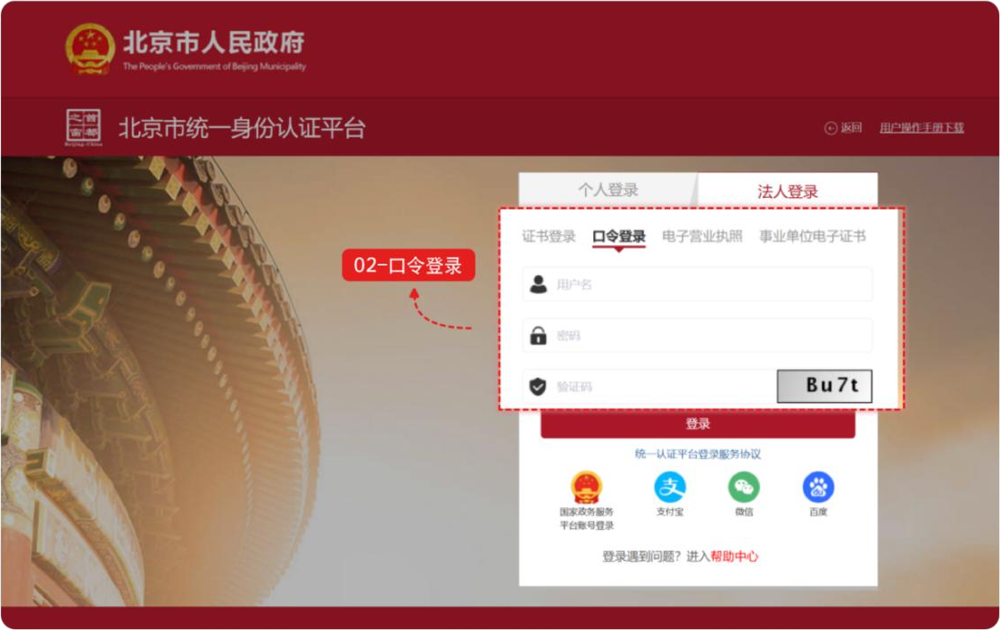 北京市人民政府
The People's Government of Beijing Municipality
首都之窗
Beijing-China
北京市统一身份认证平台
返回 用户操作手册下载
个人登录 法人登录
证书登录 口令登录 电子营业执照 事业单位电子证书
02-口令登录
用户名
密码
验证码 Bu7t
登录
统一认证平台登录服务协议
国家政务服务
平台账号登录
支付宝 微信 百度
登录遇到问题？进入帮助中心